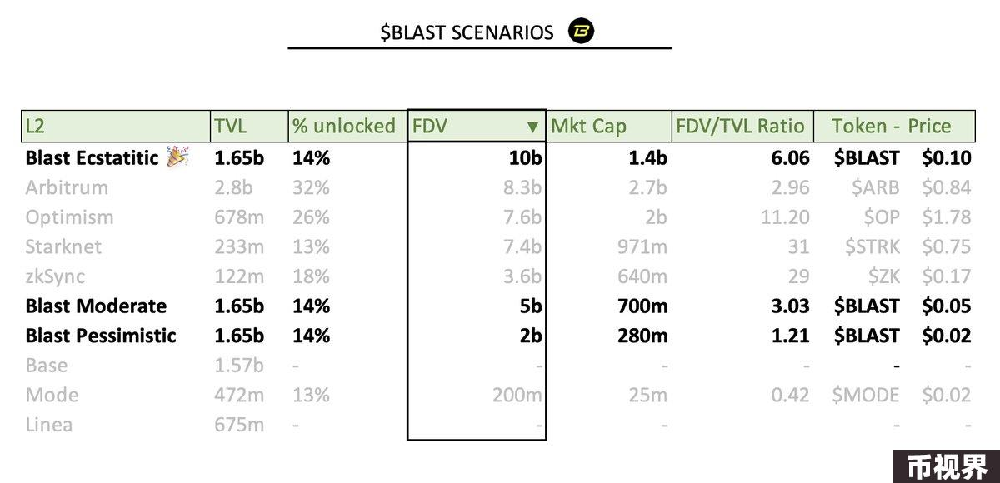 $BLAST SCENARIOS B
L2 TVL % unlocked FDV ▼ Mkt Cap FDV/TVL Ratio Token - Price
Blast Ecstatitic 🎉 1.65b 14% 10b 1.4b 6.06 $BLAST $0.10
Arbitrum 2.8b 32% 8.3b 2.7b 2.96 $ARB $0.84
Optimism 678m 26% 7.6b 2b 11.20 $OP $1.78
Starknet 233m 13% 7.4b 971m 31 $STRK $0.75
zkSync 122m 18% 3.6b 640m 29 $ZK $0.17
Blast Moderate 1.65b 14% 5b 700m 3.03 $BLAST $0.05
Blast Pessimistic 1.65b 14% 2b 280m 1.21 $BLAST $0.02
Base 1.57b - - - - - -
Mode 472m 13% 200m 25m 0.42 $MODE $0.02
Linea 675m - - - - -
币视界